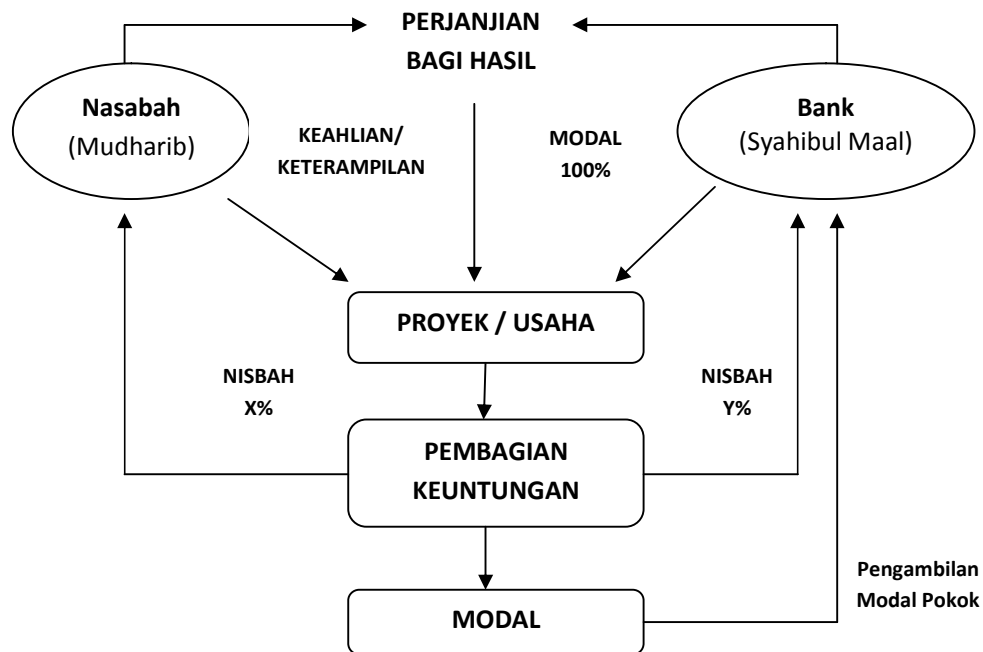 PERJANJIAN
BAGI HASIL
Nasabah
(Mudharib)
Bank
(Syahibul Maal)
KEAHLIAN/
KETERAMPILAN
MODAL
100%
PROYEK / USAHA
NISBAH
X%
NISBAH
Y%
PEMBAGIAN
KEUNTUNGAN
Pengambilan
Modal Pokok
MODAL